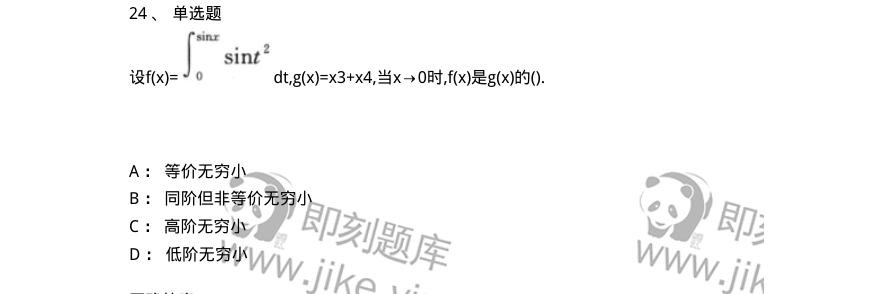 24 、 单选题
设f(x)=∫₀^sinx sint² dt,g(x)=x3+x4,当x→0时,f(x)是g(x)的().
A ： 等价无穷小
B ： 同阶但非等价无穷小
C ： 高阶无穷小
D ： 低阶无穷小
即刻题库
即
www.jike
www.ji